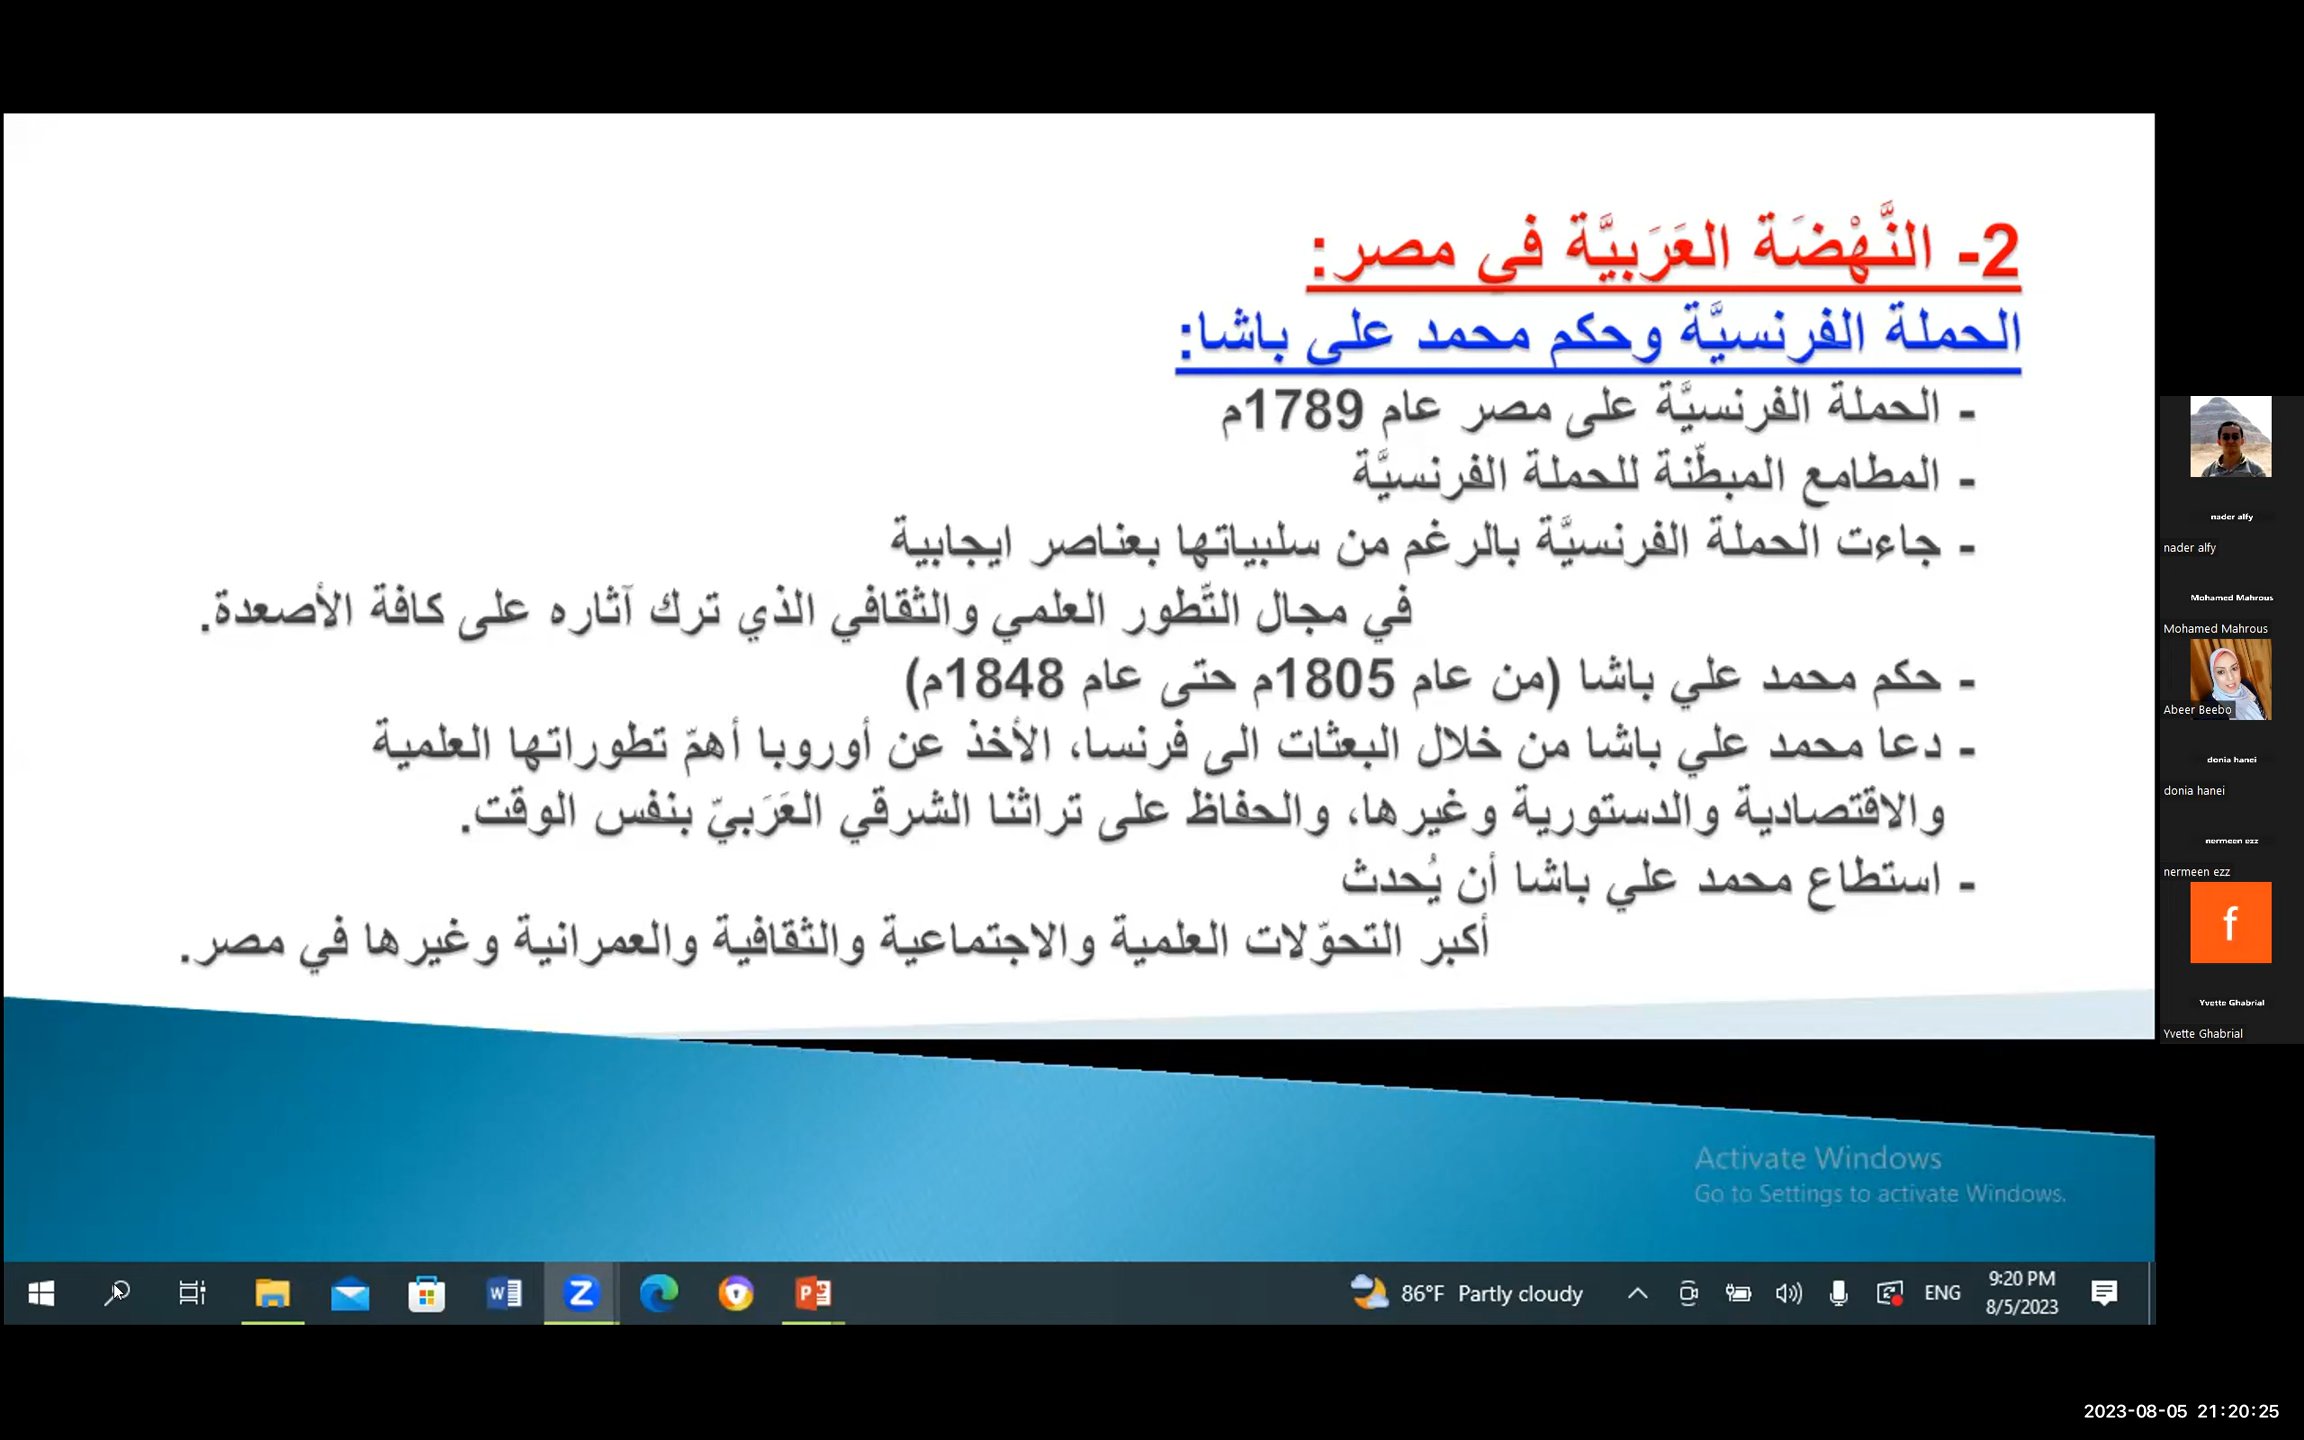 2- النَّهْضَة العَرَبيَّة في مصر:
الحملة الفرنسيَّة وحكم محمد علي باشا:
- الحملة الفرنسيَّة على مصر عام 1789م
- المطامع المبطّنة للحملة الفرنسيَّة
- جاءت الحملة الفرنسيَّة بالرغم من سلبياتها بعناصر ايجابية
في مجال التّطور العلمي والثقافي الذي ترك آثاره على كافة الأصعدة.
- حكم محمد علي باشا (من عام 1805م حتى عام 1848م)
- دعا محمد علي باشا من خلال البعثات الى فرنسا، الأخذ عن أوروبا أهمّ تطوراتها العلمية
والاقتصادية والدستورية وغيرها، والحفاظ على تراثنا الشرقي العَرَبيّ بنفس الوقت.
- استطاع محمد علي باشا أن يُحدث
أكبر التحوّلات العلمية والاجتماعية والثقافية والعمرانية وغيرها في مصر.
nader alfy
nader alfy
Mohamed Mahrous
Mohamed Mahrous
Abeer Beebo
donia hanei
donia hanei
nermeen ezz
nermeen ezz
f
Yvette Ghabrial
Yvette Ghabrial
Activate Windows
Go to Settings to activate Windows.
86°F Partly cloudy
ENG
9:20 PM
8/5/2023
2023-08-05 21:20:25